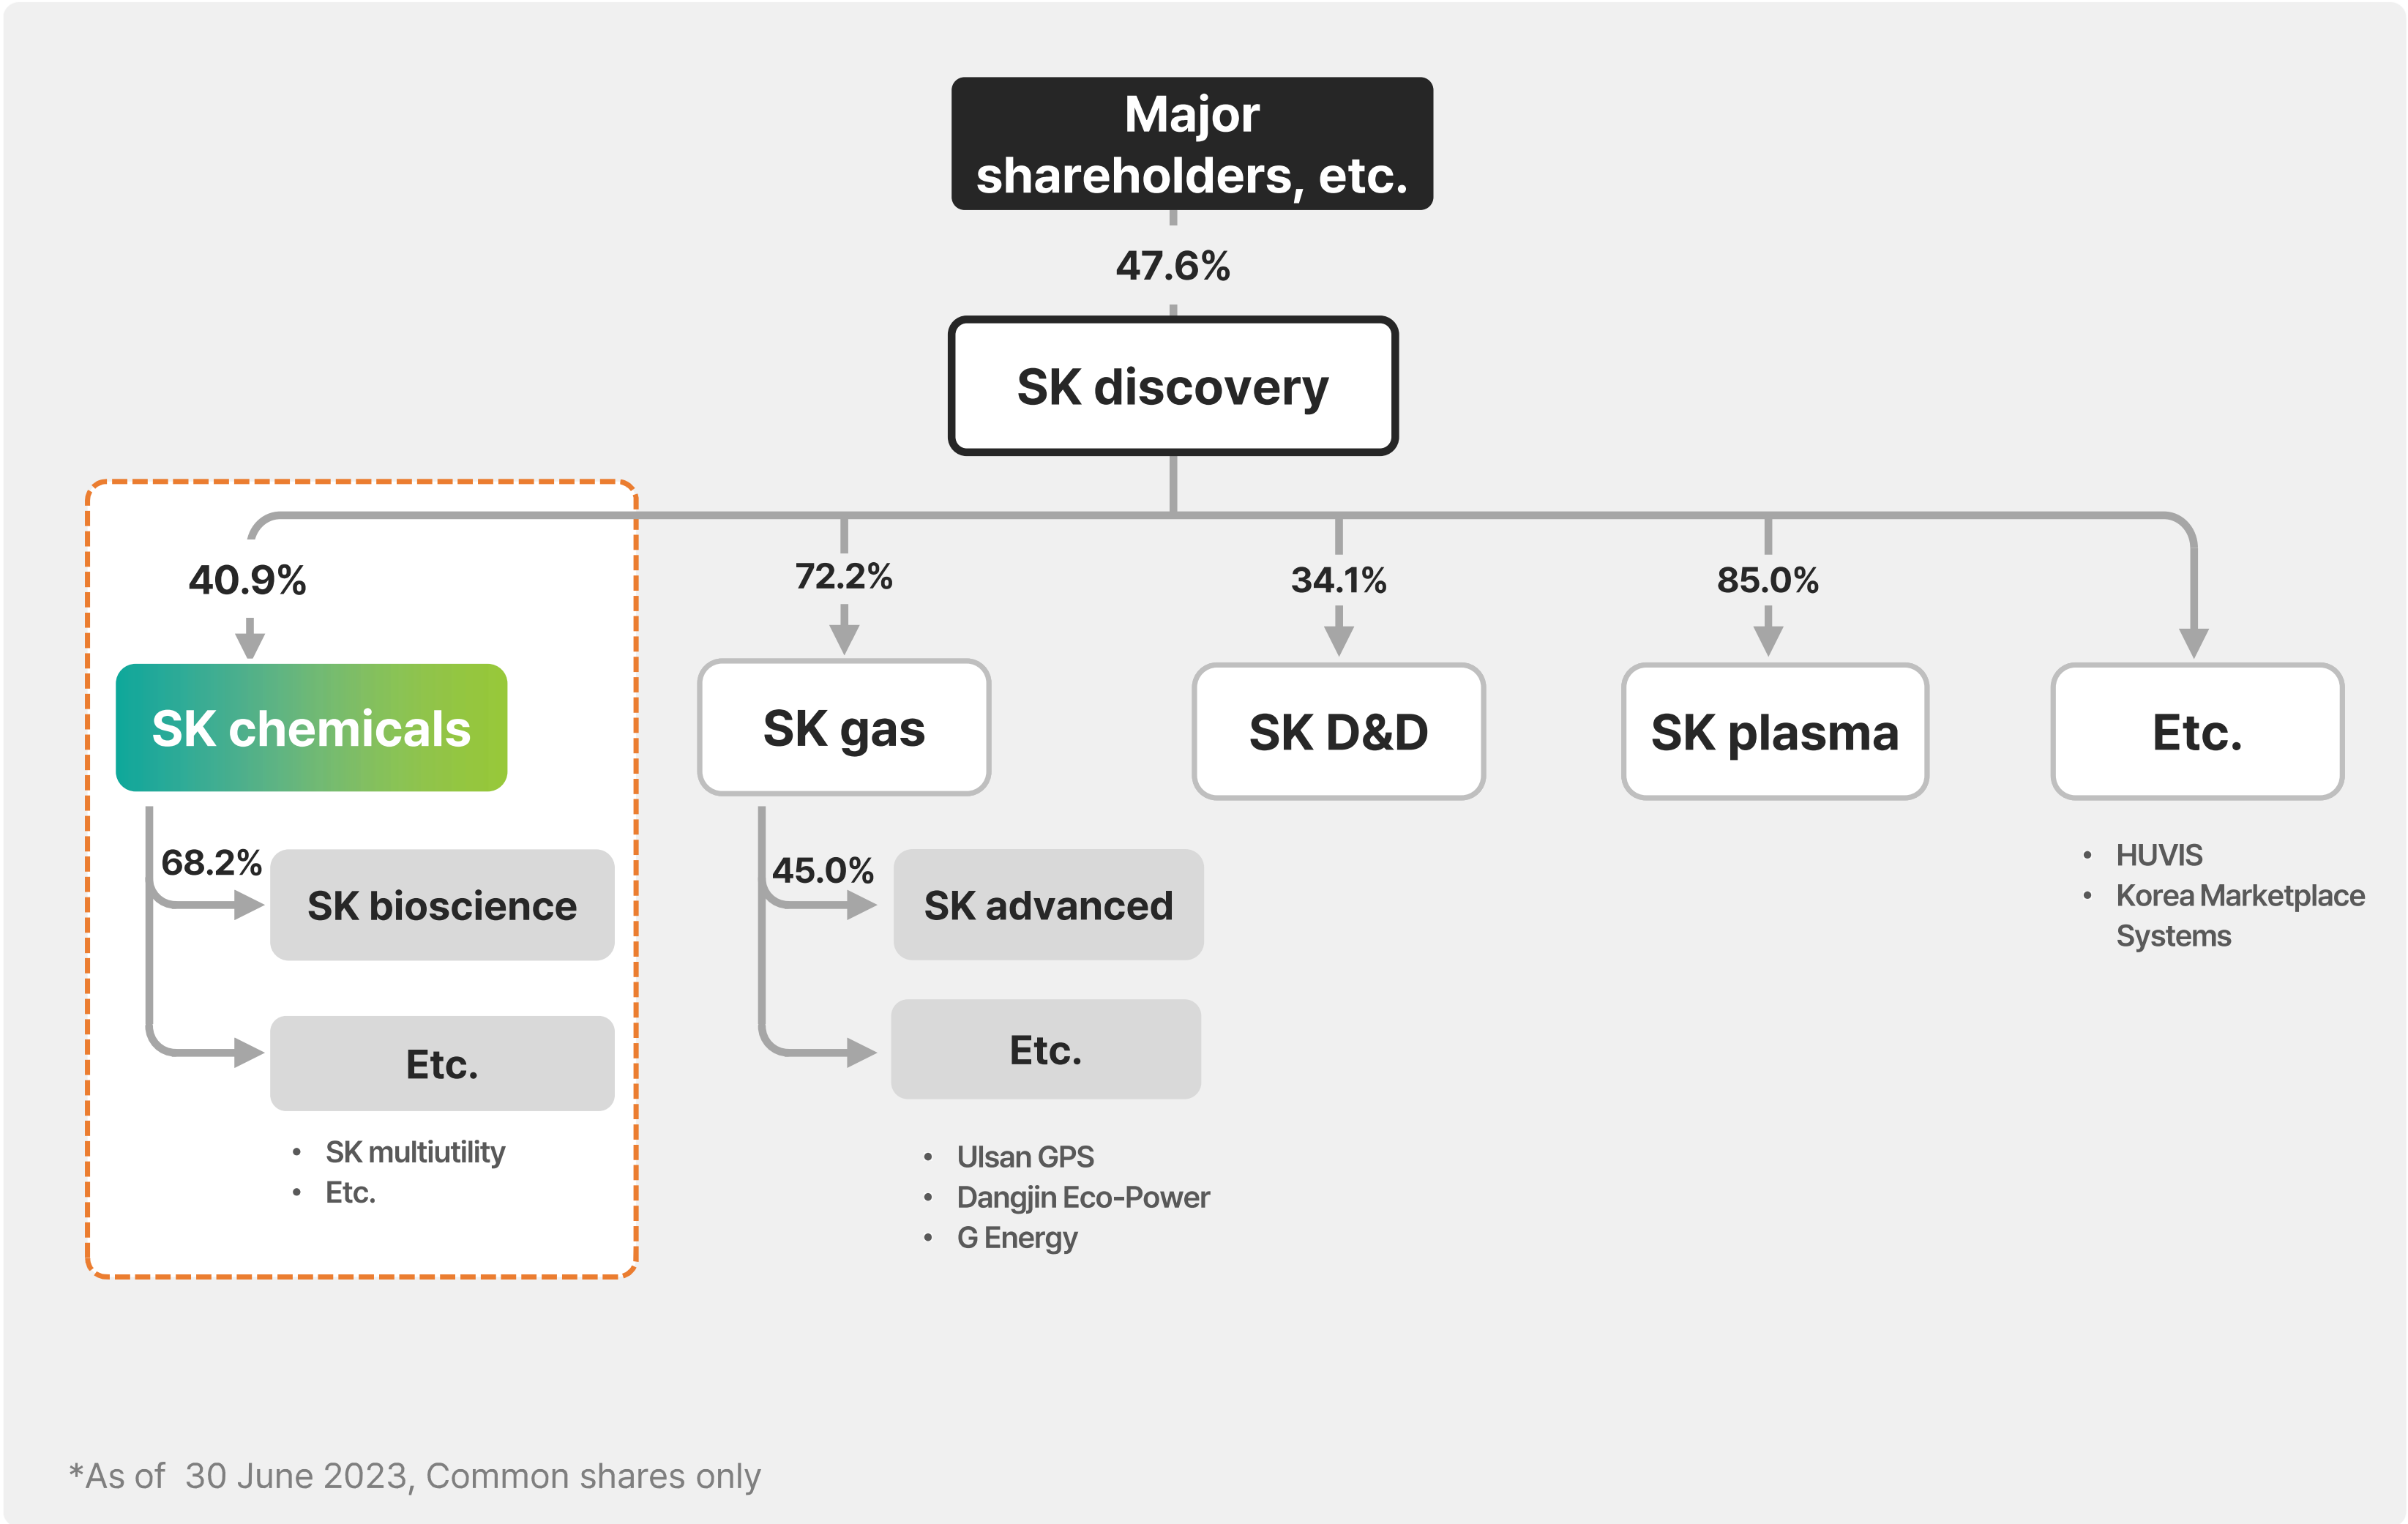 Major
shareholders, etc.
47.6%
SK discovery
40.9%
72.2%
34.1%
85.0%
SK chemicals
SK gas
SK D&D
SK plasma
Etc.
68.2%
SK bioscience
Etc.
• SK multiutility
• Etc.
45.0%
SK advanced
Etc.
• Ulsan GPS
• Dangjin Eco-Power
• G Energy
• HUVIS
• Korea Marketplace
Systems
*As of  30 June 2023, Common shares only